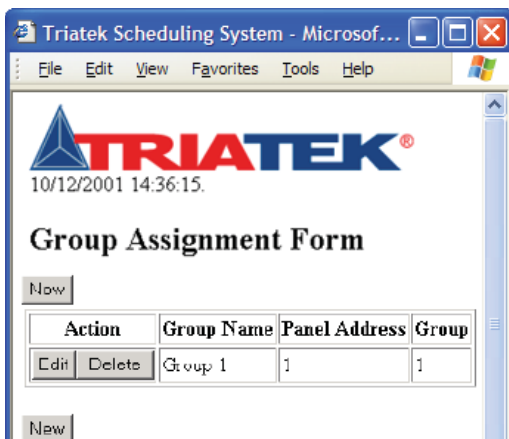 Triatek Scheduling System - Microsof...
File Edit View Favorites Tools Help
TRIATEK®
10/12/2001 14:36:15.
Group Assignment Form
New
Action Group Name Panel Address Group
Edit Delete Group 1 1 1
New